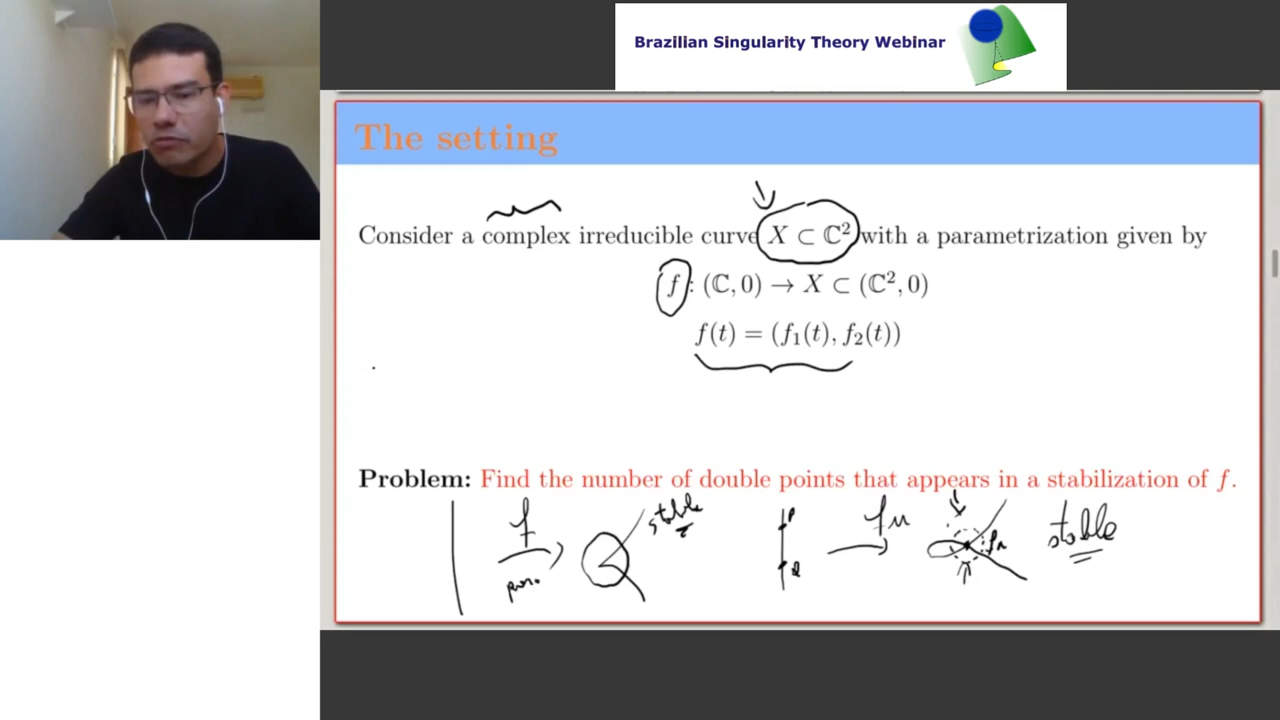 Brazilian Singularity Theory Webinar
The setting
Consider a complex irreducible curve X ⊂ ℂ² with a parametrization given by
f : (ℂ, 0) → X ⊂ (ℂ², 0)
f(t) = (f₁(t), f₂(t))
Problem: Find the number of double points that appears in a stabilization of f.
f stable fμ stable